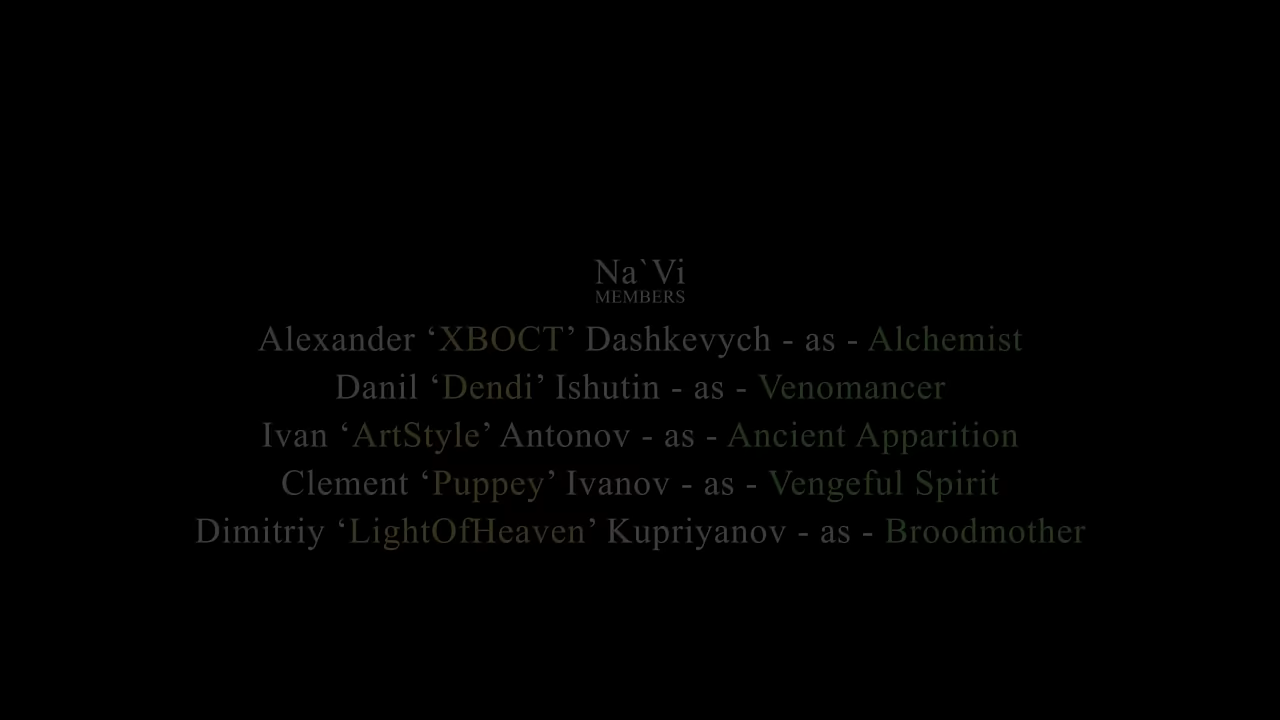 Na`Vi
MEMBERS
Alexander ‘XBOCT’ Dashkevych - as - Alchemist
Danil ‘Dendi’ Ishutin - as - Venomancer
Ivan ‘ArtStyle’ Antonov - as - Ancient Apparition
Clement ‘Puppey’ Ivanov - as - Vengeful Spirit
Dimitriy ‘LightOfHeaven’ Kupriyanov - as - Broodmother